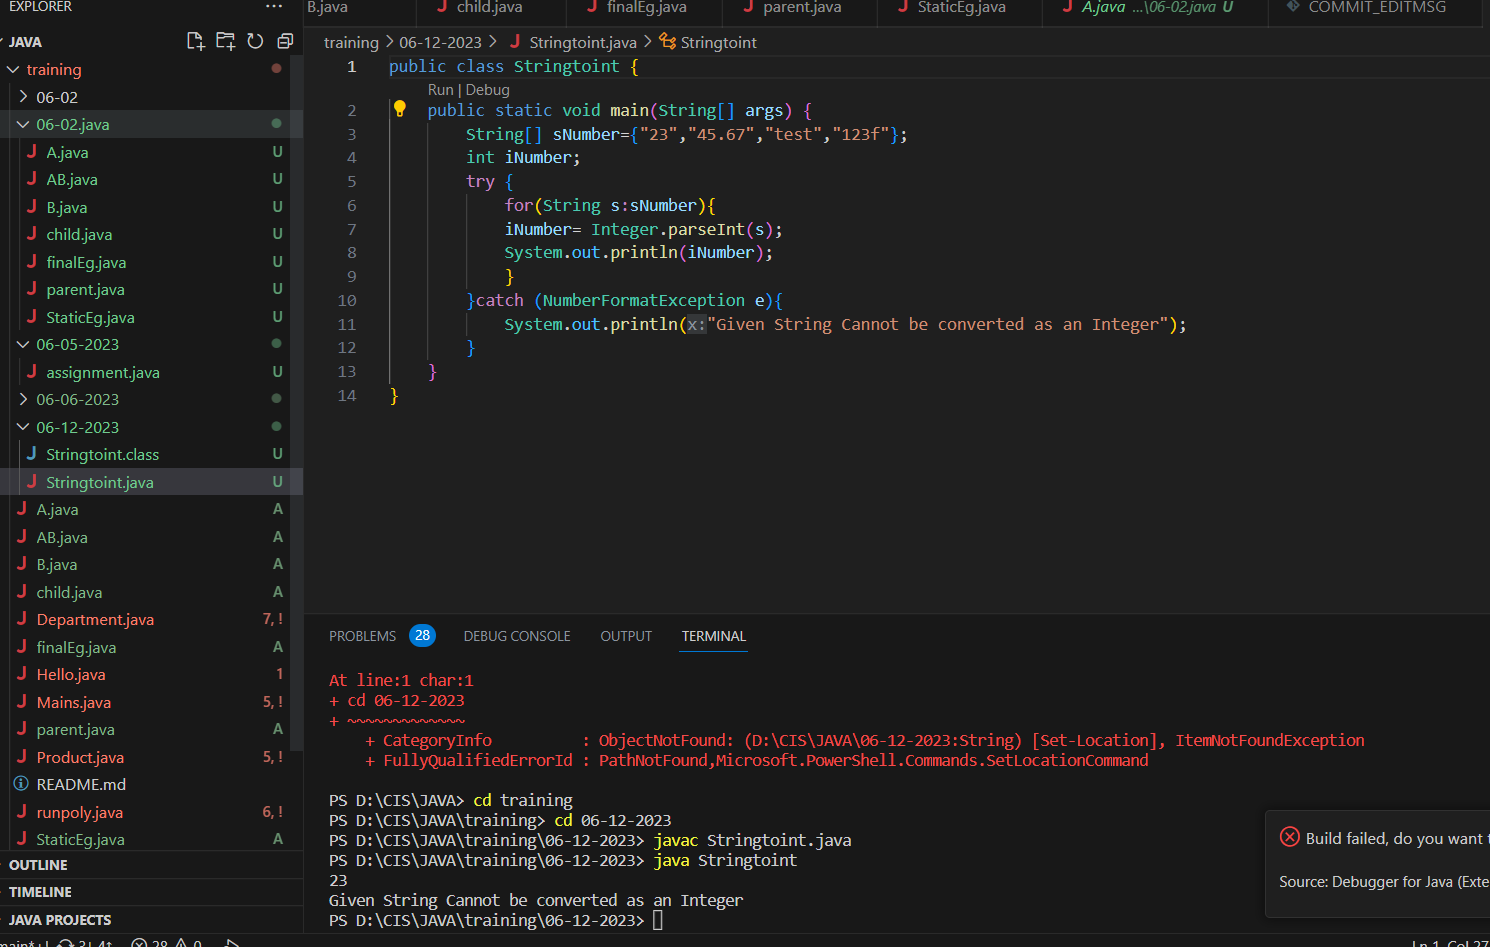 EXPLORER ...
JAVA
training
06-02
06-02.java
A.java U
AB.java U
B.java U
child.java U
finalEg.java U
parent.java U
StaticEg.java U
06-05-2023
assignment.java U
06-06-2023
06-12-2023
Stringtoint.class U
Stringtoint.java U
A.java A
AB.java A
B.java A
child.java A
Department.java 7, !
finalEg.java A
Hello.java 1
Mains.java 5, !
parent.java A
Product.java 5, !
README.md
runpoly.java 6, !
StaticEg.java A
OUTLINE
TIMELINE
JAVA PROJECTS
B.java child.java finalEg.java parent.java StaticEg.java A.java ...\06-02.java U COMMIT_EDITMSG
training > 06-12-2023 > Stringtoint.java > Stringtoint
1 public class Stringtoint {
Run | Debug
2 public static void main(String[] args) {
3 String[] sNumber={"23","45.67","test","123f"};
4 int iNumber;
5 try {
6 for(String s:sNumber){
7 iNumber= Integer.parseInt(s);
8 System.out.println(iNumber);
9 }
10 }catch (NumberFormatException e){
11 System.out.println(x:"Given String Cannot be converted as an Integer");
12 }
13 }
14 }
PROBLEMS 28 DEBUG CONSOLE OUTPUT TERMINAL
At line:1 char:1
+ cd 06-12-2023
+ ~~~~~~~~~~~~~
+ CategoryInfo : ObjectNotFound: (D:\CIS\JAVA\06-12-2023:String) [Set-Location], ItemNotFoundException
+ FullyQualifiedErrorId : PathNotFound,Microsoft.PowerShell.Commands.SetLocationCommand
PS D:\CIS\JAVA> cd training
PS D:\CIS\JAVA\training> cd 06-12-2023
PS D:\CIS\JAVA\training\06-12-2023> javac Stringtoint.java
PS D:\CIS\JAVA\training\06-12-2023> java Stringtoint
23
Given String Cannot be converted as an Integer
PS D:\CIS\JAVA\training\06-12-2023>
Build failed, do you want
Source: Debugger for Java (Exte